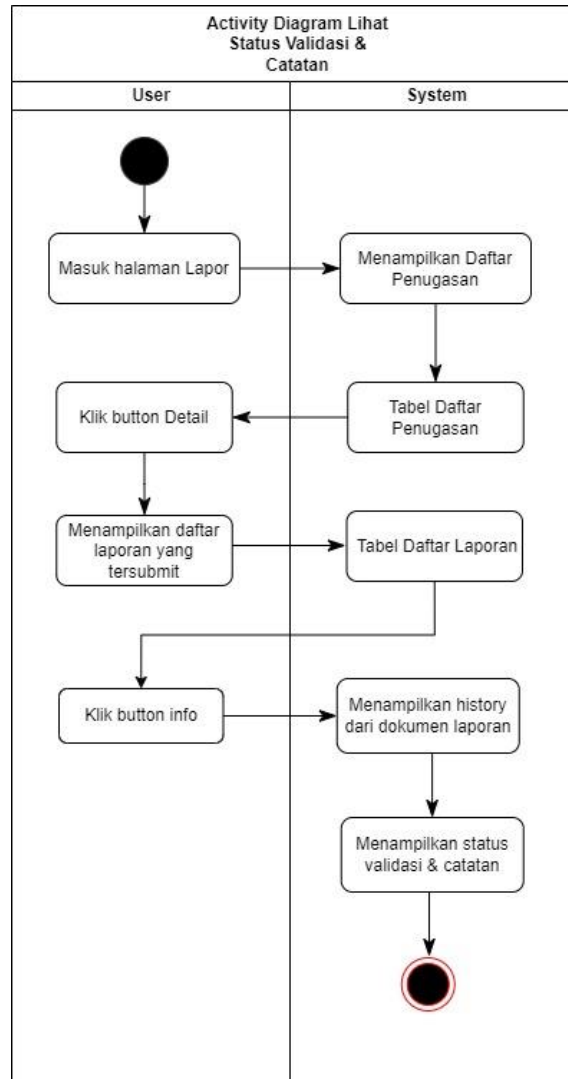 Activity Diagram Lihat
Status Validasi &
Catatan
User
System
Masuk halaman Lapor
Menampilkan Daftar
Penugasan
Tabel Daftar
Penugasan
Klik button Detail
Menampilkan daftar
laporan yang
tersubmit
Tabel Daftar Laporan
Klik button info
Menampilkan history
dari dokumen laporan
Menampilkan status
validasi & catatan